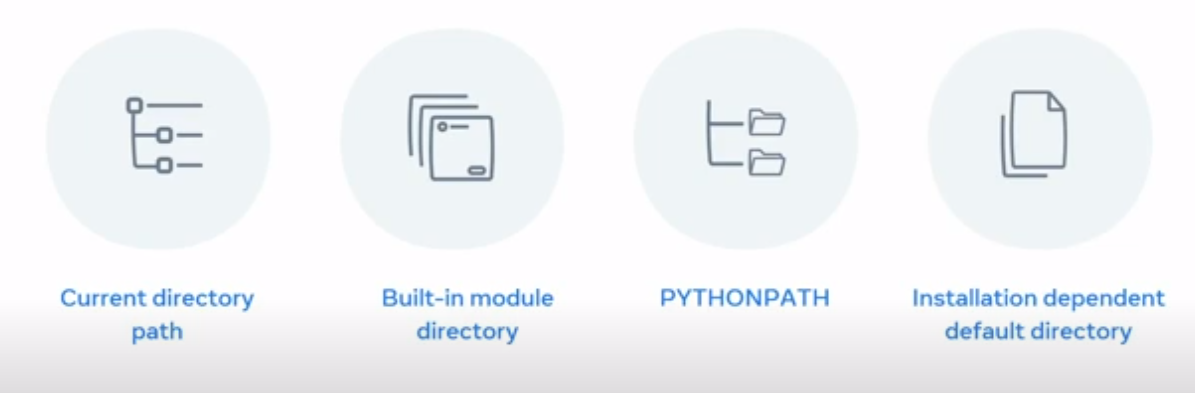 Current directory
path
Built-in module
directory
PYTHONPATH
Installation dependent
default directory